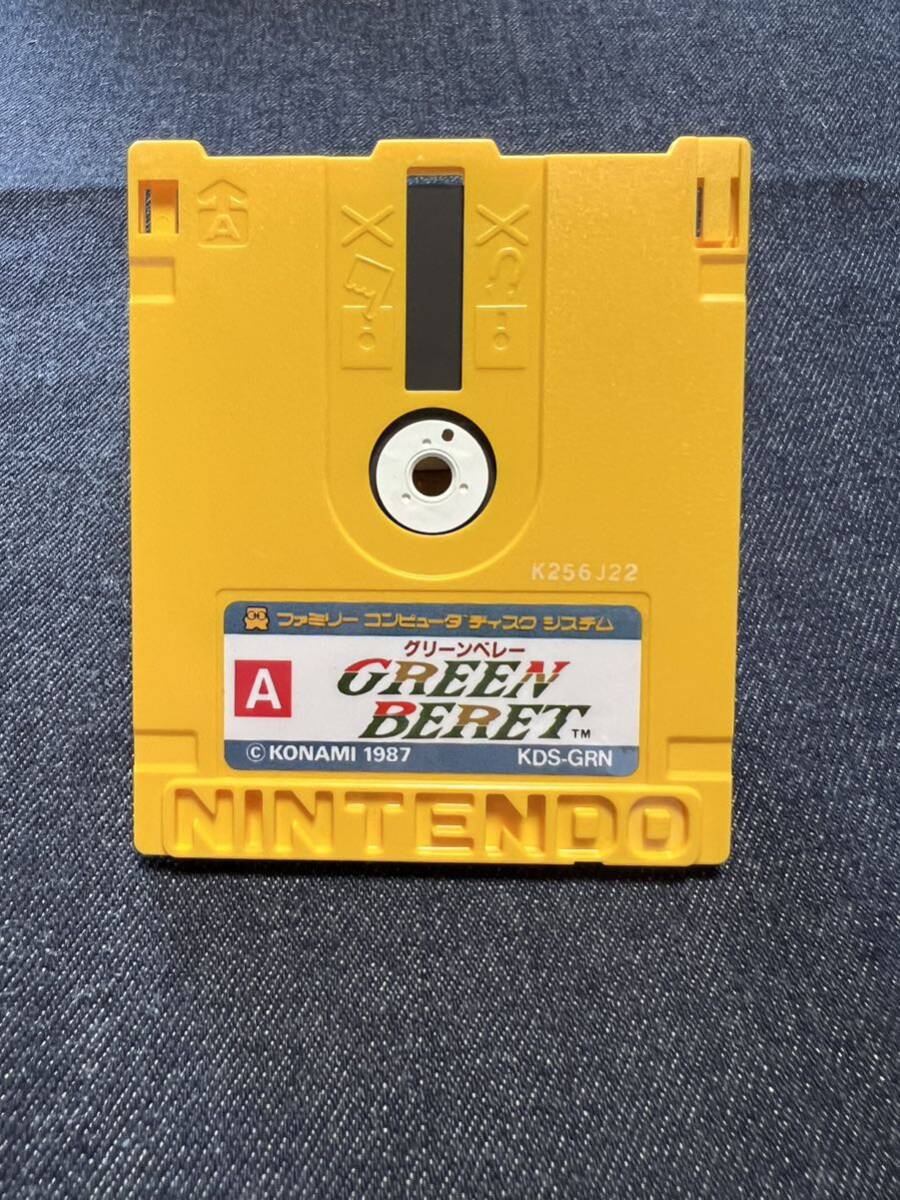 A
K256J22
ファミリー コンピュータ ディスク システム
グリーンベレー
A
GREEN
BERET™
© KONAMI 1987 KDS-GRN
NINTENDO